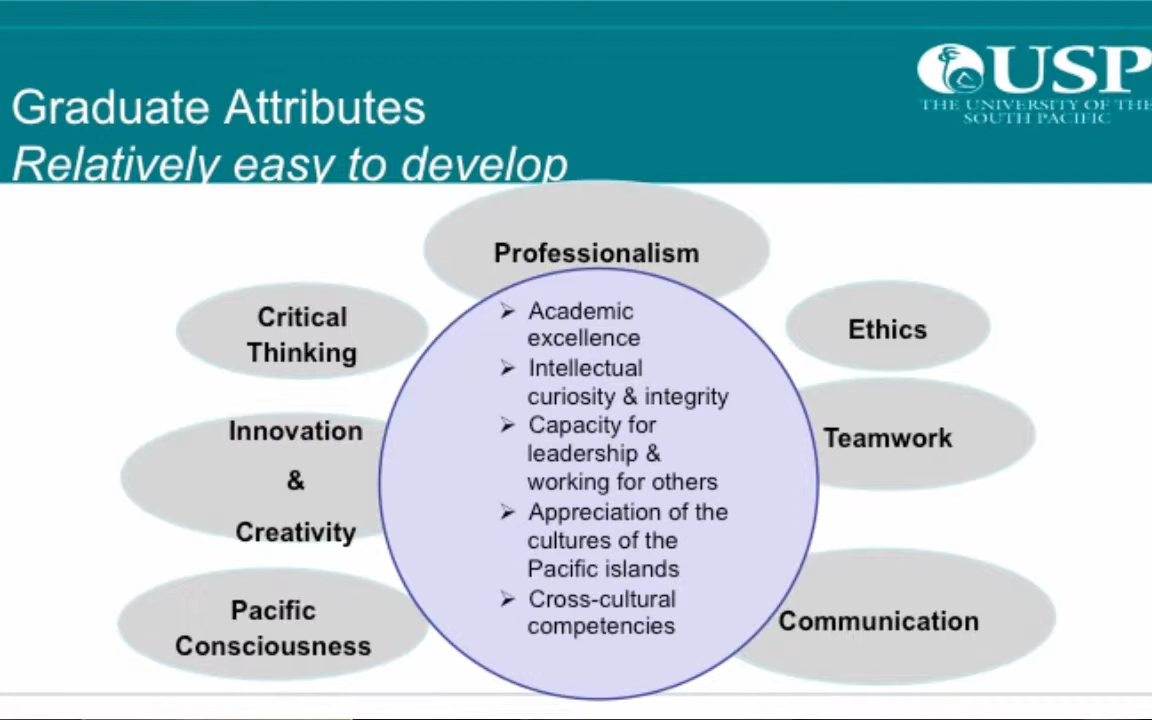 Graduate Attributes
Relatively easy to develop
USP
THE UNIVERSITY OF THE
SOUTH PACIFIC
Professionalism
Critical
Thinking
Innovation
&
Creativity
Pacific
Consciousness
➢ Academic
excellence
➢ Intellectual
curiosity & integrity
➢ Capacity for
leadership &
working for others
➢ Appreciation of the
cultures of the
Pacific islands
➢ Cross-cultural
competencies
Ethics
Teamwork
Communication